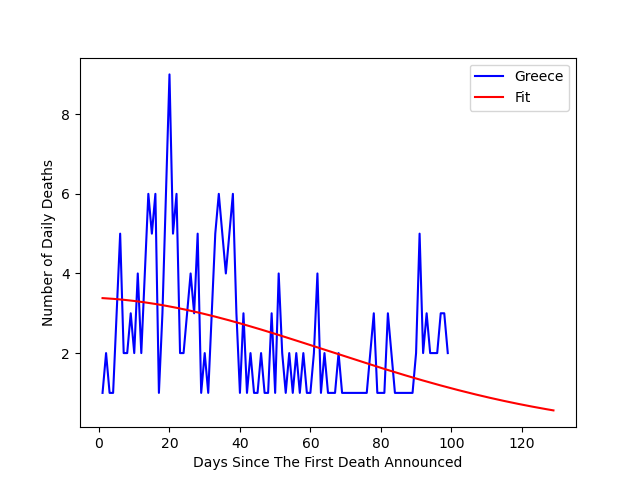 Greece
Fit
Number of Daily Deaths
8
6
4
2
0 20 40 60 80 100 120
Days Since The First Death Announced